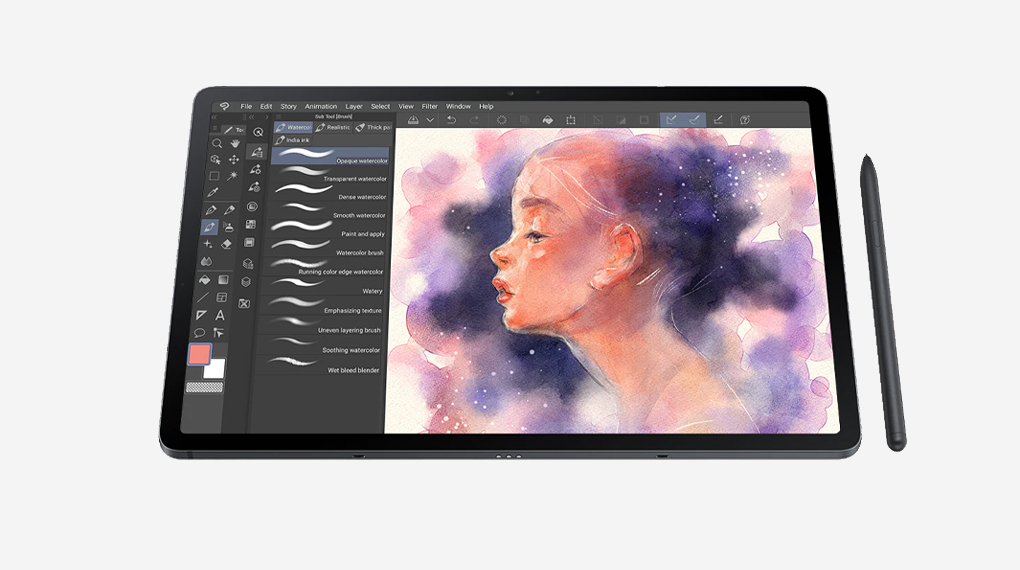 File Edit Story Animation Layer Select View Filter Window Help
Sub Tool [Brush]
Waterco Realistic Thick po
India ink
Opaque watercolor
Transparent watercolor
Dense watercolor
Smooth watercolor
Paint and apply
Watercolor brush
Running color edge watercolor
Watery
Emphasizing texture
Uneven layering brush
Soothing watercolor
Wet bleed blender